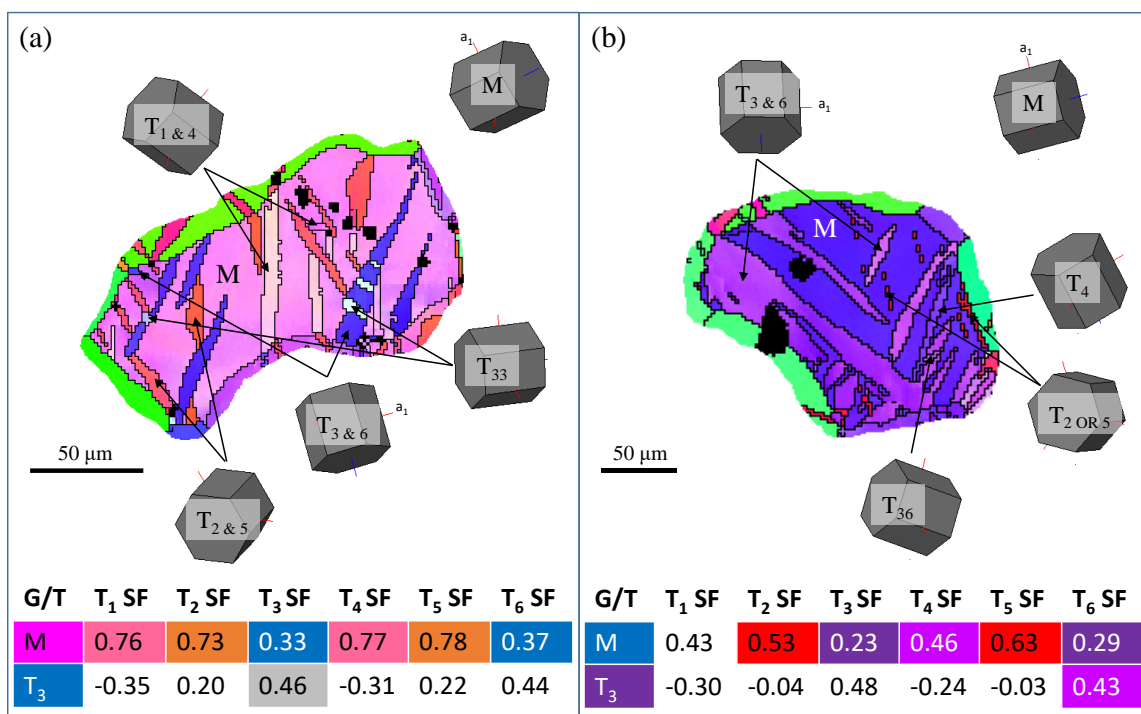 (a)
a₁
M
T₁ & ₄
M
T₃₃
T₃ & ₆
a₁
50 µm
T₂ & ₅
G/T T₁ SF T₂ SF T₃ SF T₄ SF T₅ SF T₆ SF
M 0.76 0.73 0.33 0.77 0.78 0.37
T₃ -0.35 0.20 0.46 -0.31 0.22 0.44
(b)
a₁
T₃ & ₆
a₁
M
M
T₄
T₂ OR ₅
50 µm
T₃₆
G/T T₁ SF T₂ SF T₃ SF T₄ SF T₅ SF T₆ SF
M 0.43 0.53 0.23 0.46 0.63 0.29
T₃ -0.30 -0.04 0.48 -0.24 -0.03 0.43